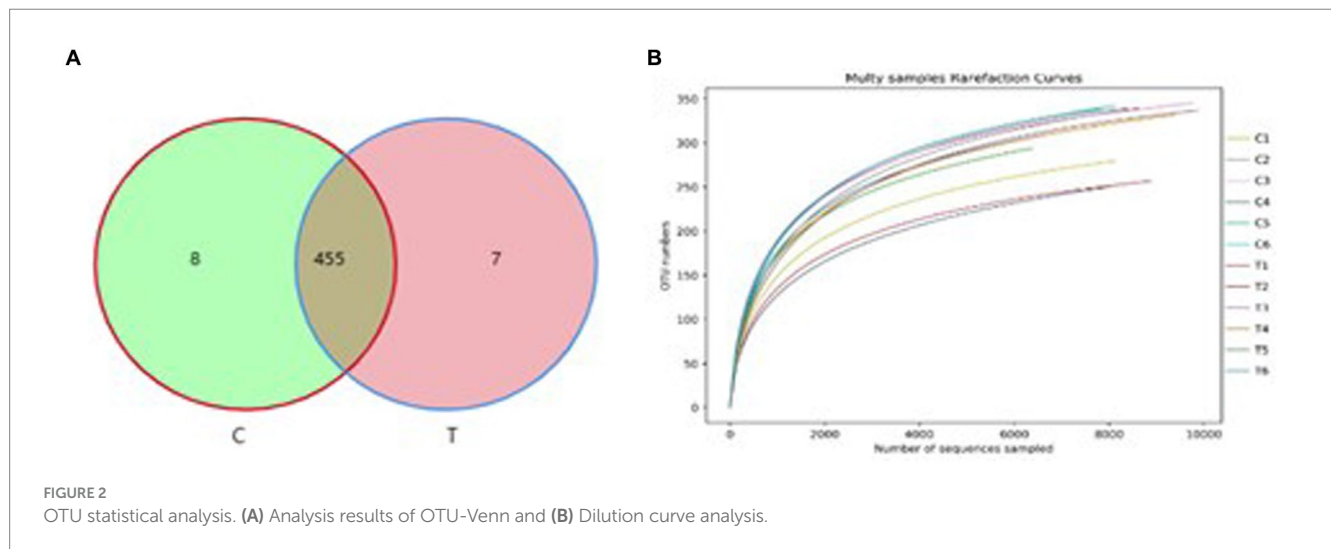 A
8
455
7
C
T
B
Multy samples Rarefaction Curves
350
300
250
200
150
100
50
0
OTU numbers
0 2000 4000 6000 8000 10000
Number of sequences sampled
C1
C2
C3
C4
C5
C6
T1
T2
T3
T4
T5
T6
FIGURE 2
OTU statistical analysis. (A) Analysis results of OTU-Venn and (B) Dilution curve analysis.